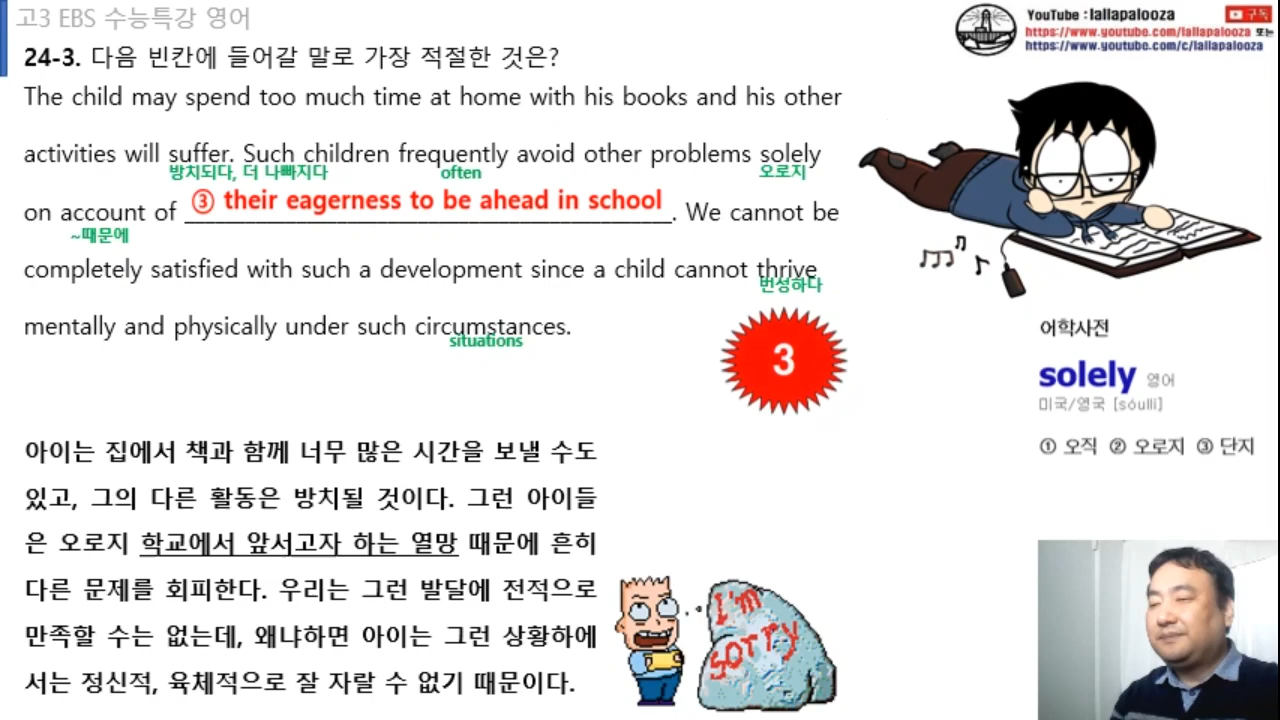 고3 EBS 수능특강 영어
YouTube : lallapalooza
구독
https://www.youtube.com/lallapalooza 또는
https://www.youtube.com/c/lallapalooza
24-3. 다음 빈칸에 들어갈 말로 가장 적절한 것은?
The child may spend too much time at home with his books and his other
activities will suffer. Such children frequently avoid other problems solely
방치되다, 더 나빠지다 often 오로지
on account of ③ their eagerness to be ahead in school. We cannot be
~때문에
completely satisfied with such a development since a child cannot thrive
번성하다
mentally and physically under such circumstances.
situations
3
어학사전
solely 영어
미국/영국 [sóulli]
① 오직 ② 오로지 ③ 단지
아이는 집에서 책과 함께 너무 많은 시간을 보낼 수도
있고, 그의 다른 활동은 방치될 것이다. 그런 아이들
은 오로지 학교에서 앞서고자 하는 열망 때문에 흔히
다른 문제를 회피한다. 우리는 그런 발달에 전적으로
만족할 수는 없는데, 왜냐하면 아이는 그런 상황하에
서는 정신적, 육체적으로 잘 자랄 수 없기 때문이다.
I'm
sorry